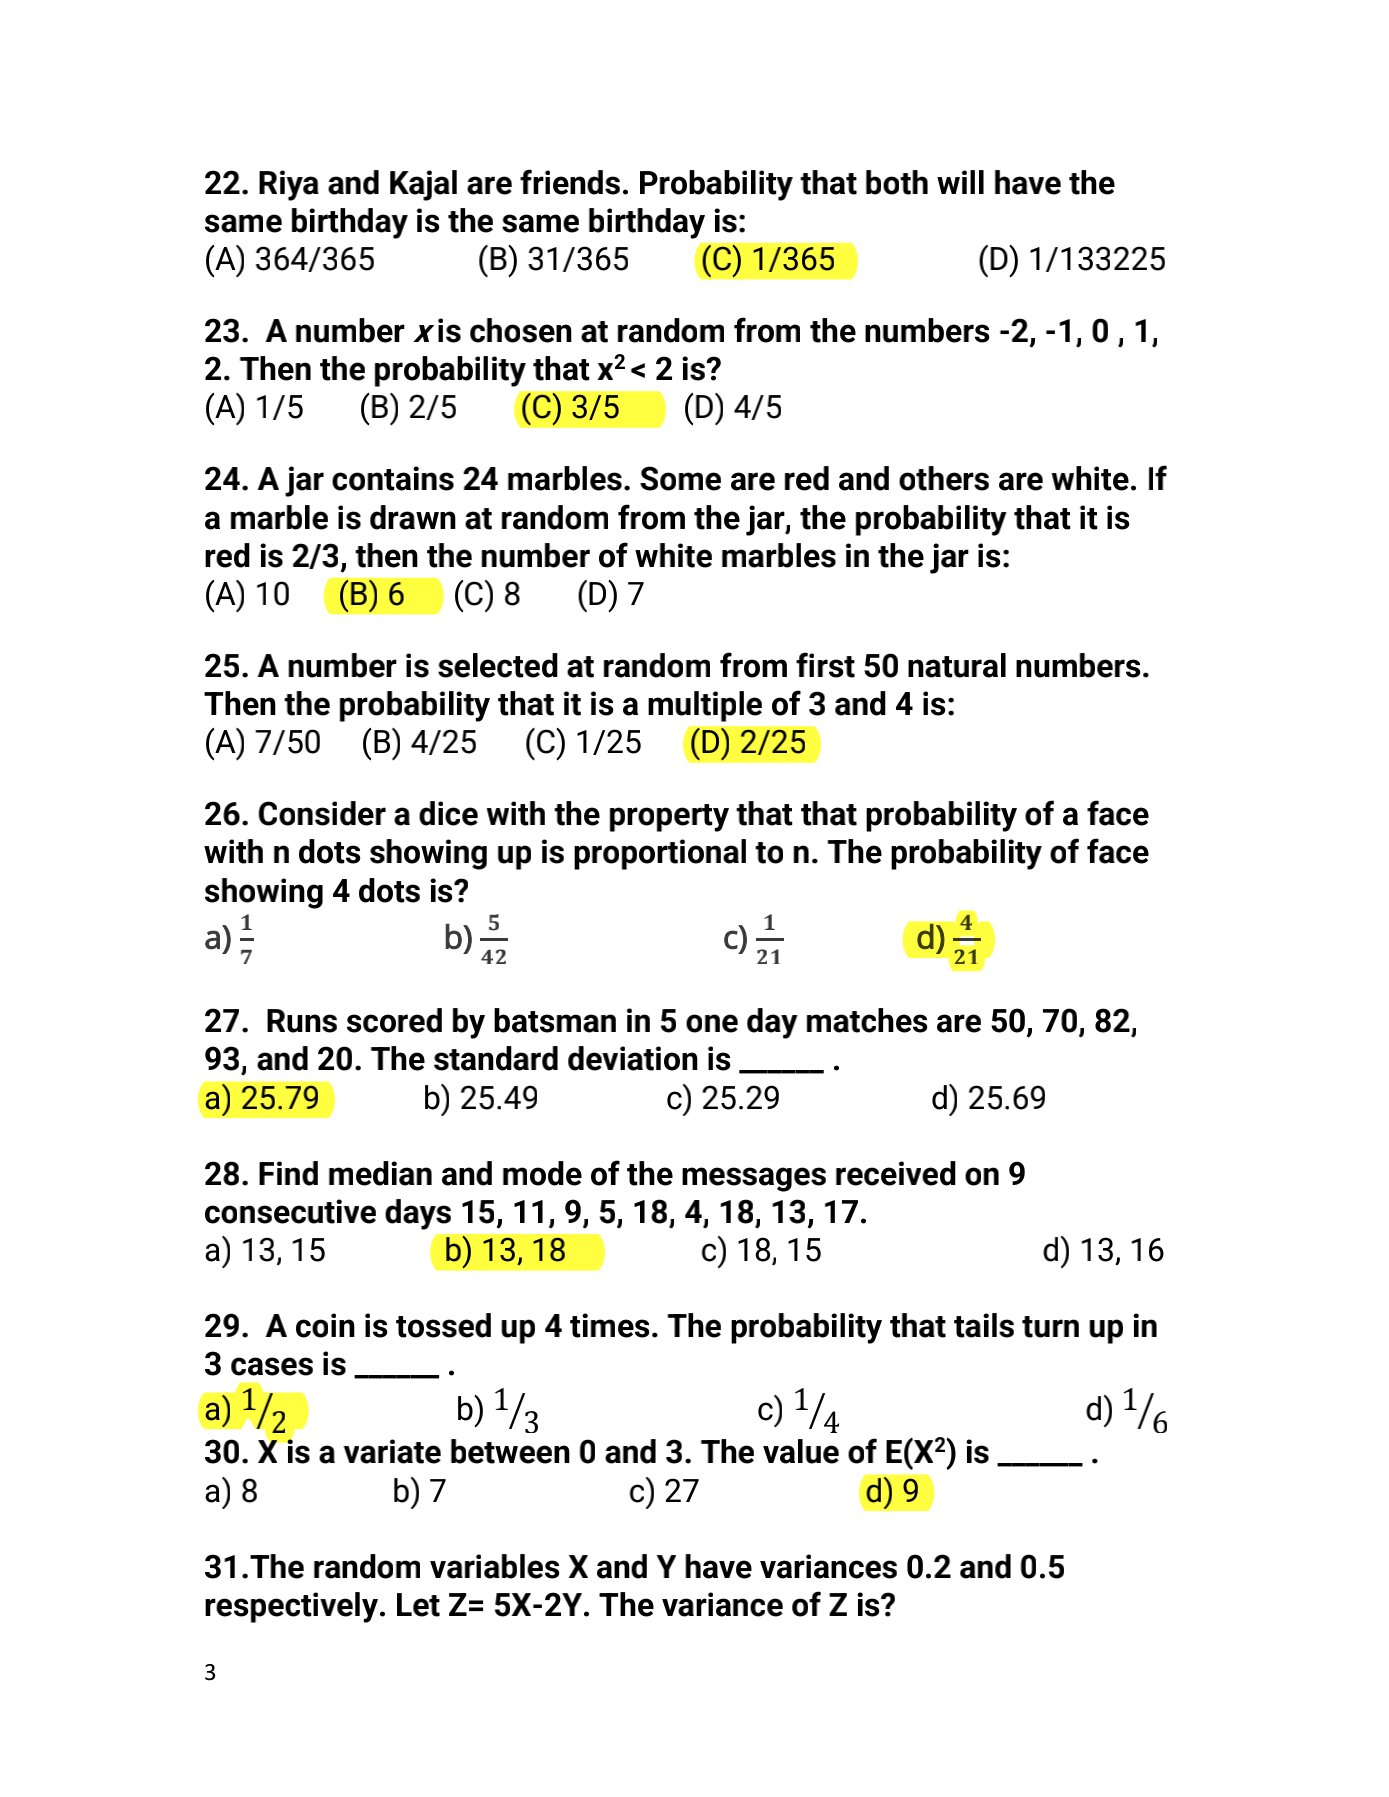 22. Riya and Kajal are friends. Probability that both will have the
same birthday is the same birthday is:
(A) 364/365 (B) 31/365 (C) 1/365 (D) 1/133225
23. A number x is chosen at random from the numbers -2, -1, 0 , 1,
2. Then the probability that x² < 2 is?
(A) 1/5 (B) 2/5 (C) 3/5 (D) 4/5
24. A jar contains 24 marbles. Some are red and others are white. If
a marble is drawn at random from the jar, the probability that it is
red is 2/3, then the number of white marbles in the jar is:
(A) 10 (B) 6 (C) 8 (D) 7
25. A number is selected at random from first 50 natural numbers.
Then the probability that it is a multiple of 3 and 4 is:
(A) 7/50 (B) 4/25 (C) 1/25 (D) 2/25
26. Consider a dice with the property that that probability of a face
with n dots showing up is proportional to n. The probability of face
showing 4 dots is?
a) 1/7 b) 5/42 c) 1/21 d) 4/21
27. Runs scored by batsman in 5 one day matches are 50, 70, 82,
93, and 20. The standard deviation is ______ .
a) 25.79 b) 25.49 c) 25.29 d) 25.69
28. Find median and mode of the messages received on 9
consecutive days 15, 11, 9, 5, 18, 4, 18, 13, 17.
a) 13, 15 b) 13, 18 c) 18, 15 d) 13, 16
29. A coin is tossed up 4 times. The probability that tails turn up in
3 cases is ______ .
a) 1/2 b) 1/3 c) 1/4 d) 1/6
30. X is a variate between 0 and 3. The value of E(X²) is ______ .
a) 8 b) 7 c) 27 d) 9
31.The random variables X and Y have variances 0.2 and 0.5
respectively. Let Z= 5X-2Y. The variance of Z is?
3